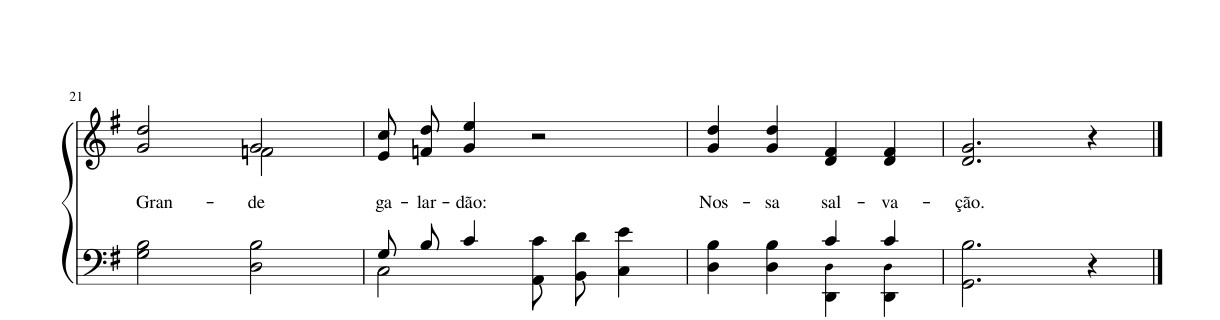 21
Gran - de ga - lar - dão: Nos - sa sal - va - ção.